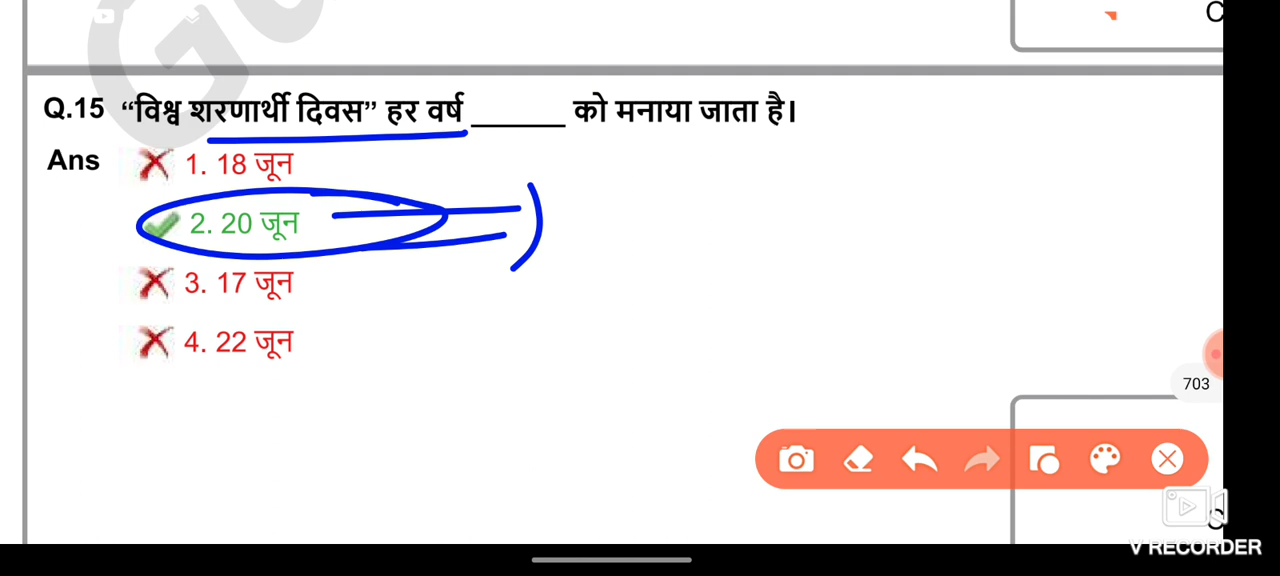 C
Q.15 “विश्व शरणार्थी दिवस” हर वर्ष ______ को मनाया जाता है।
Ans 1. 18 जून
2. 20 जून
3. 17 जून
4. 22 जून
703
V RECORDER